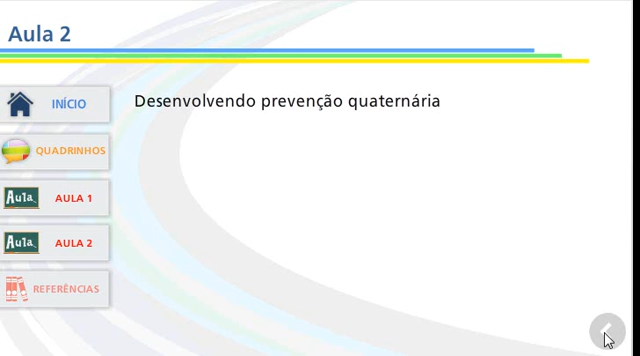 Aula 2
Desenvolvendo prevenção quaternária
INÍCIO
QUADRINHOS
Aula
AULA 1
Aula
AULA 2
REFERÊNCIAS